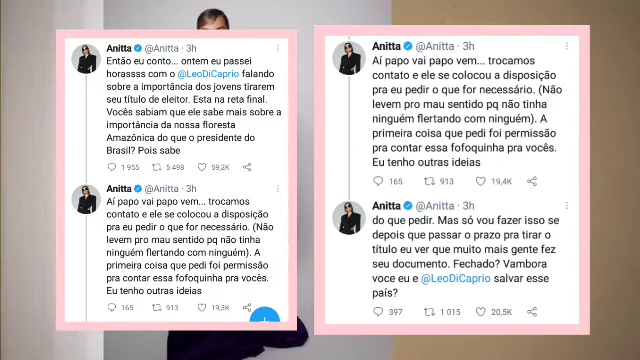 Anitta @Anitta · 3h
Então eu conto... ontem eu passei
horassss com o @LeoDiCaprio falando
sobre a importância dos jovens tirarem
seu título de eleitor. Esta na reta final.
Vocês sabiam que ele sabe mais sobre a
importância da nossa floresta
Amazônica do que o presidente do
Brasil? Pois sabe
1 955 5 498 59,2K
Anitta @Anitta · 3h
Aí papo vai papo vem... trocamos
contato e ele se colocou a disposição
pra eu pedir o que for necessário. (Não
levem pro mau sentido pq não tinha
ninguém flertando com ninguém). A
primeira coisa que pedi foi permissão
pra contar essa fofoquinha pra vocês.
Eu tenho outras ideias
165 913 19,3K
Anitta @Anitta · 3h
Aí papo vai papo vem... trocamos
contato e ele se colocou a disposição
pra eu pedir o que for necessário. (Não
levem pro mau sentido pq não tinha
ninguém flertando com ninguém). A
primeira coisa que pedi foi permissão
pra contar essa fofoquinha pra vocês.
Eu tenho outras ideias
165 913 19,4K
Anitta @Anitta · 3h
do que pedir. Mas só vou fazer isso se
depois que passar o prazo pra tirar o
título eu ver que muito mais gente fez
seu documento. Fechado? Vambora
voce eu e @LeoDiCaprio salvar esse
país?
397 1 015 20,5K